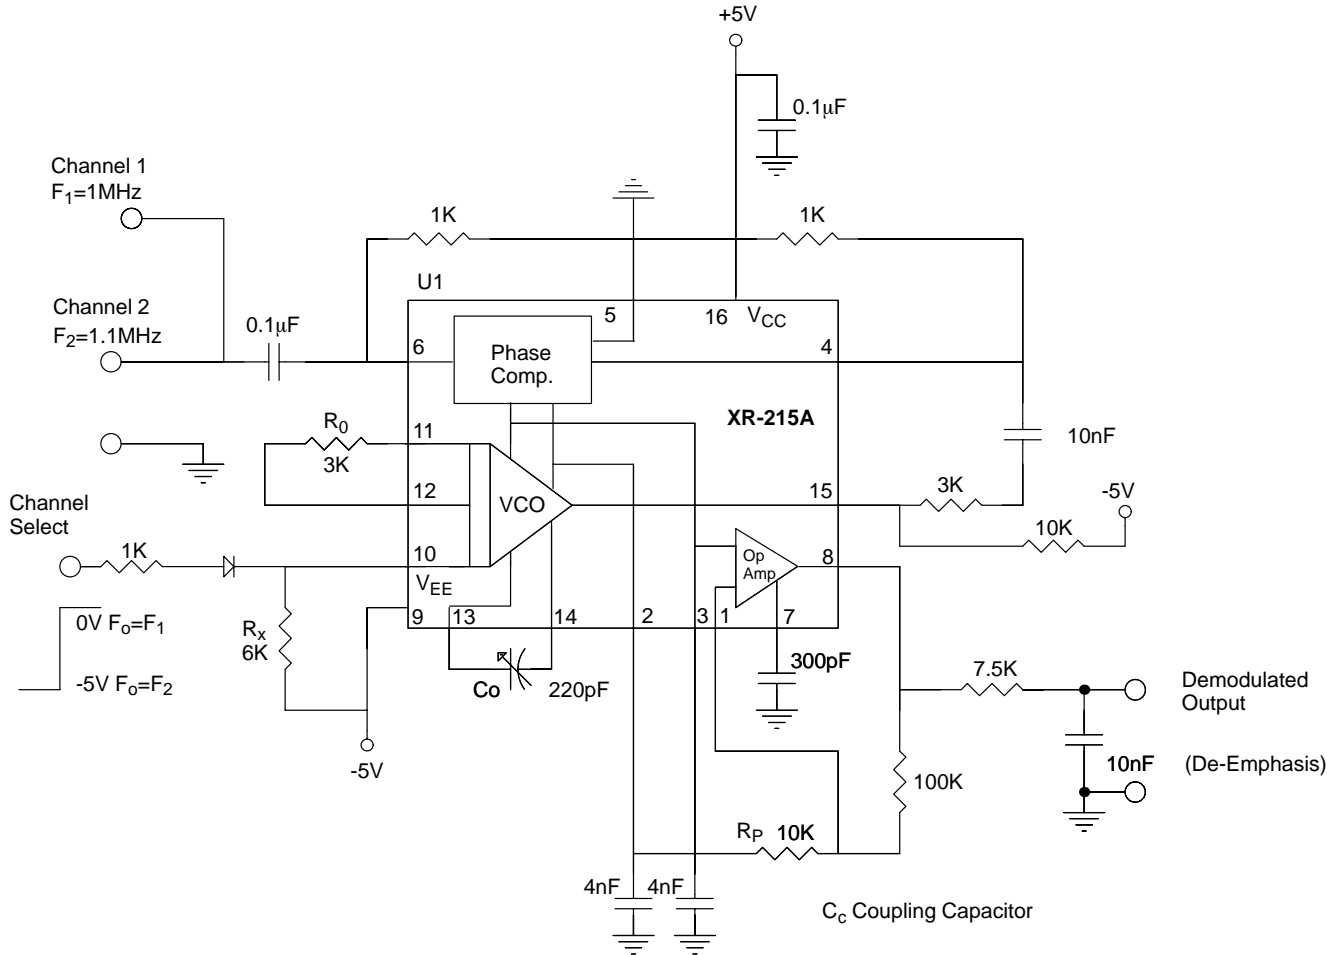 +5V
0.1µF
Channel 1
F1=1MHz
1K
1K
U1
Channel 2
F2=1.1MHz
0.1µF
5
16
VCC
6
Phase
Comp.
4
XR-215A
R0
3K
11
10nF
12
VCO
15
3K
-5V
Channel
Select
1K
10
VEE
Op
Amp
8
10K
0V Fo=F1
-5V Fo=F2
Rx
6K
9
13
14
2
3
1
7
Co
220pF
300pF
7.5K
Demodulated
Output
-5V
10nF
(De-Emphasis)
100K
RP
10K
4nF
4nF
Cc Coupling Capacitor